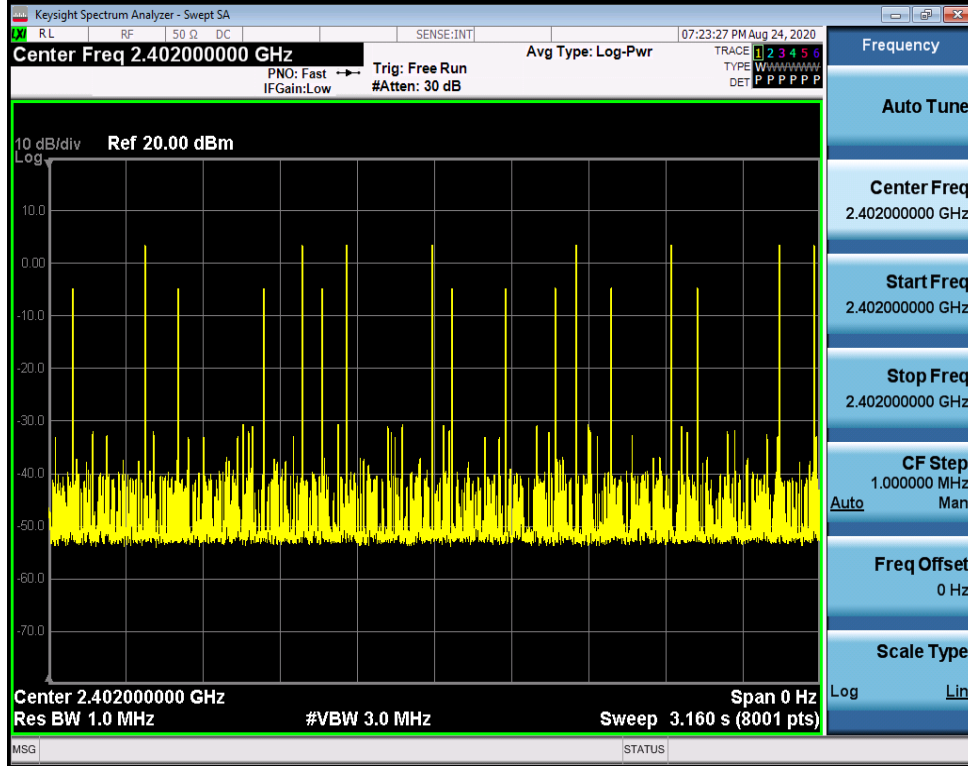 Keysight Spectrum Analyzer - Swept SA
LXI RL RF 50 Ω DC SENSE:INT 07:23:27 PM Aug 24, 2020
Center Freq 2.402000000 GHz
PNO: Fast
IFGain:Low
Trig: Free Run
#Atten: 30 dB
Avg Type: Log-Pwr
TRACE 1 2 3 4 5 6
TYPE W W W W W W
DET P P P P P P
10 dB/div
Log
Ref 20.00 dBm
10.0
0.00
-10.0
-20.0
-30.0
-40.0
-50.0
-60.0
-70.0
Center 2.402000000 GHz
Span 0 Hz
Res BW 1.0 MHz
#VBW 3.0 MHz
Sweep 3.160 s (8001 pts)
MSG
STATUS
Frequency
Auto Tune
Center Freq
2.402000000 GHz
Start Freq
2.402000000 GHz
Stop Freq
2.402000000 GHz
CF Step
1.000000 MHz
Auto Man
Freq Offset
0 Hz
Scale Type
Log Lin